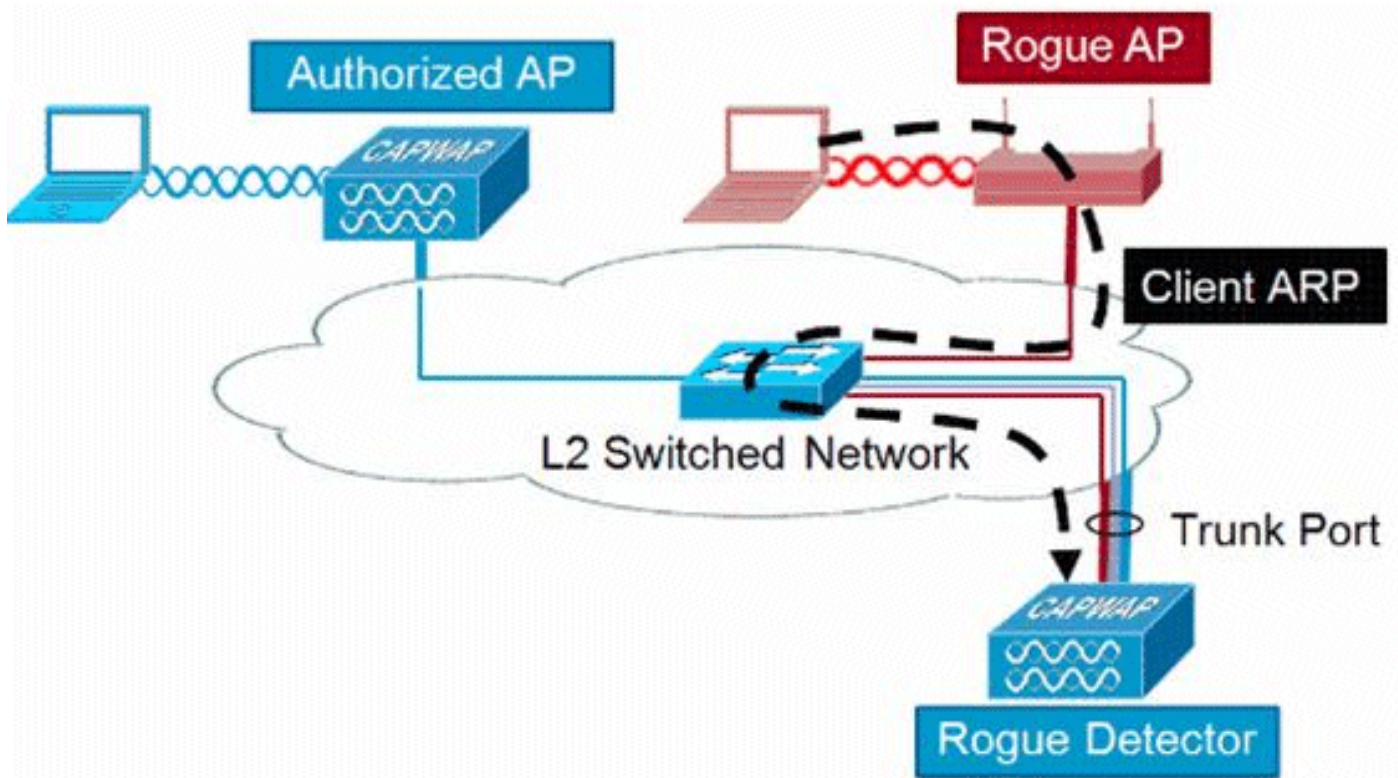 Authorized AP
Rogue AP
CAPWAP
Client ARP
L2 Switched Network
Trunk Port
CAPWAP
Rogue Detector